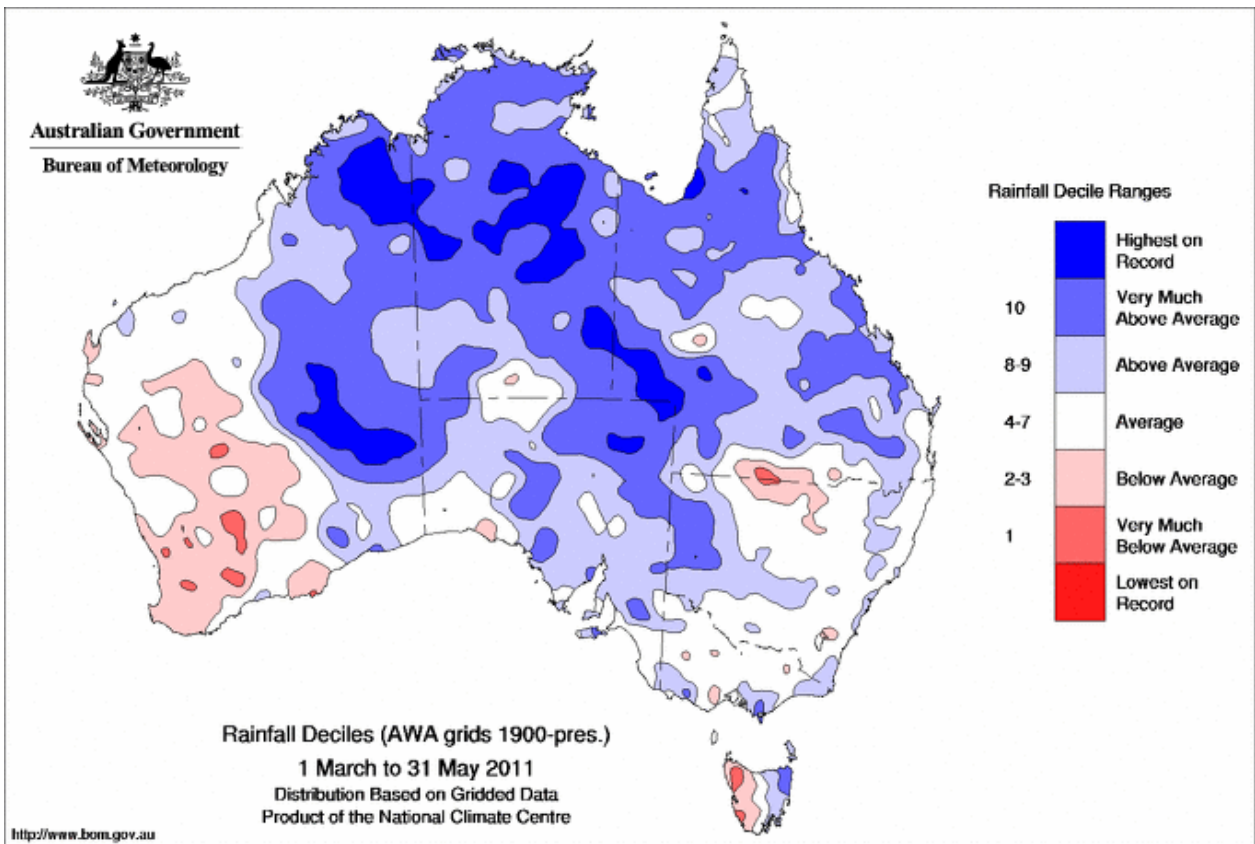 Australian Government
Bureau of Meteorology
Rainfall Decile Ranges
Highest on
Record
10
Very Much
Above Average
8-9
Above Average
4-7
Average
2-3
Below Average
1
Very Much
Below Average
Lowest on
Record
Rainfall Deciles (AWA grids 1900-pres.)
1 March to 31 May 2011
Distribution Based on Gridded Data
Product of the National Climate Centre
http://www.bom.gov.au